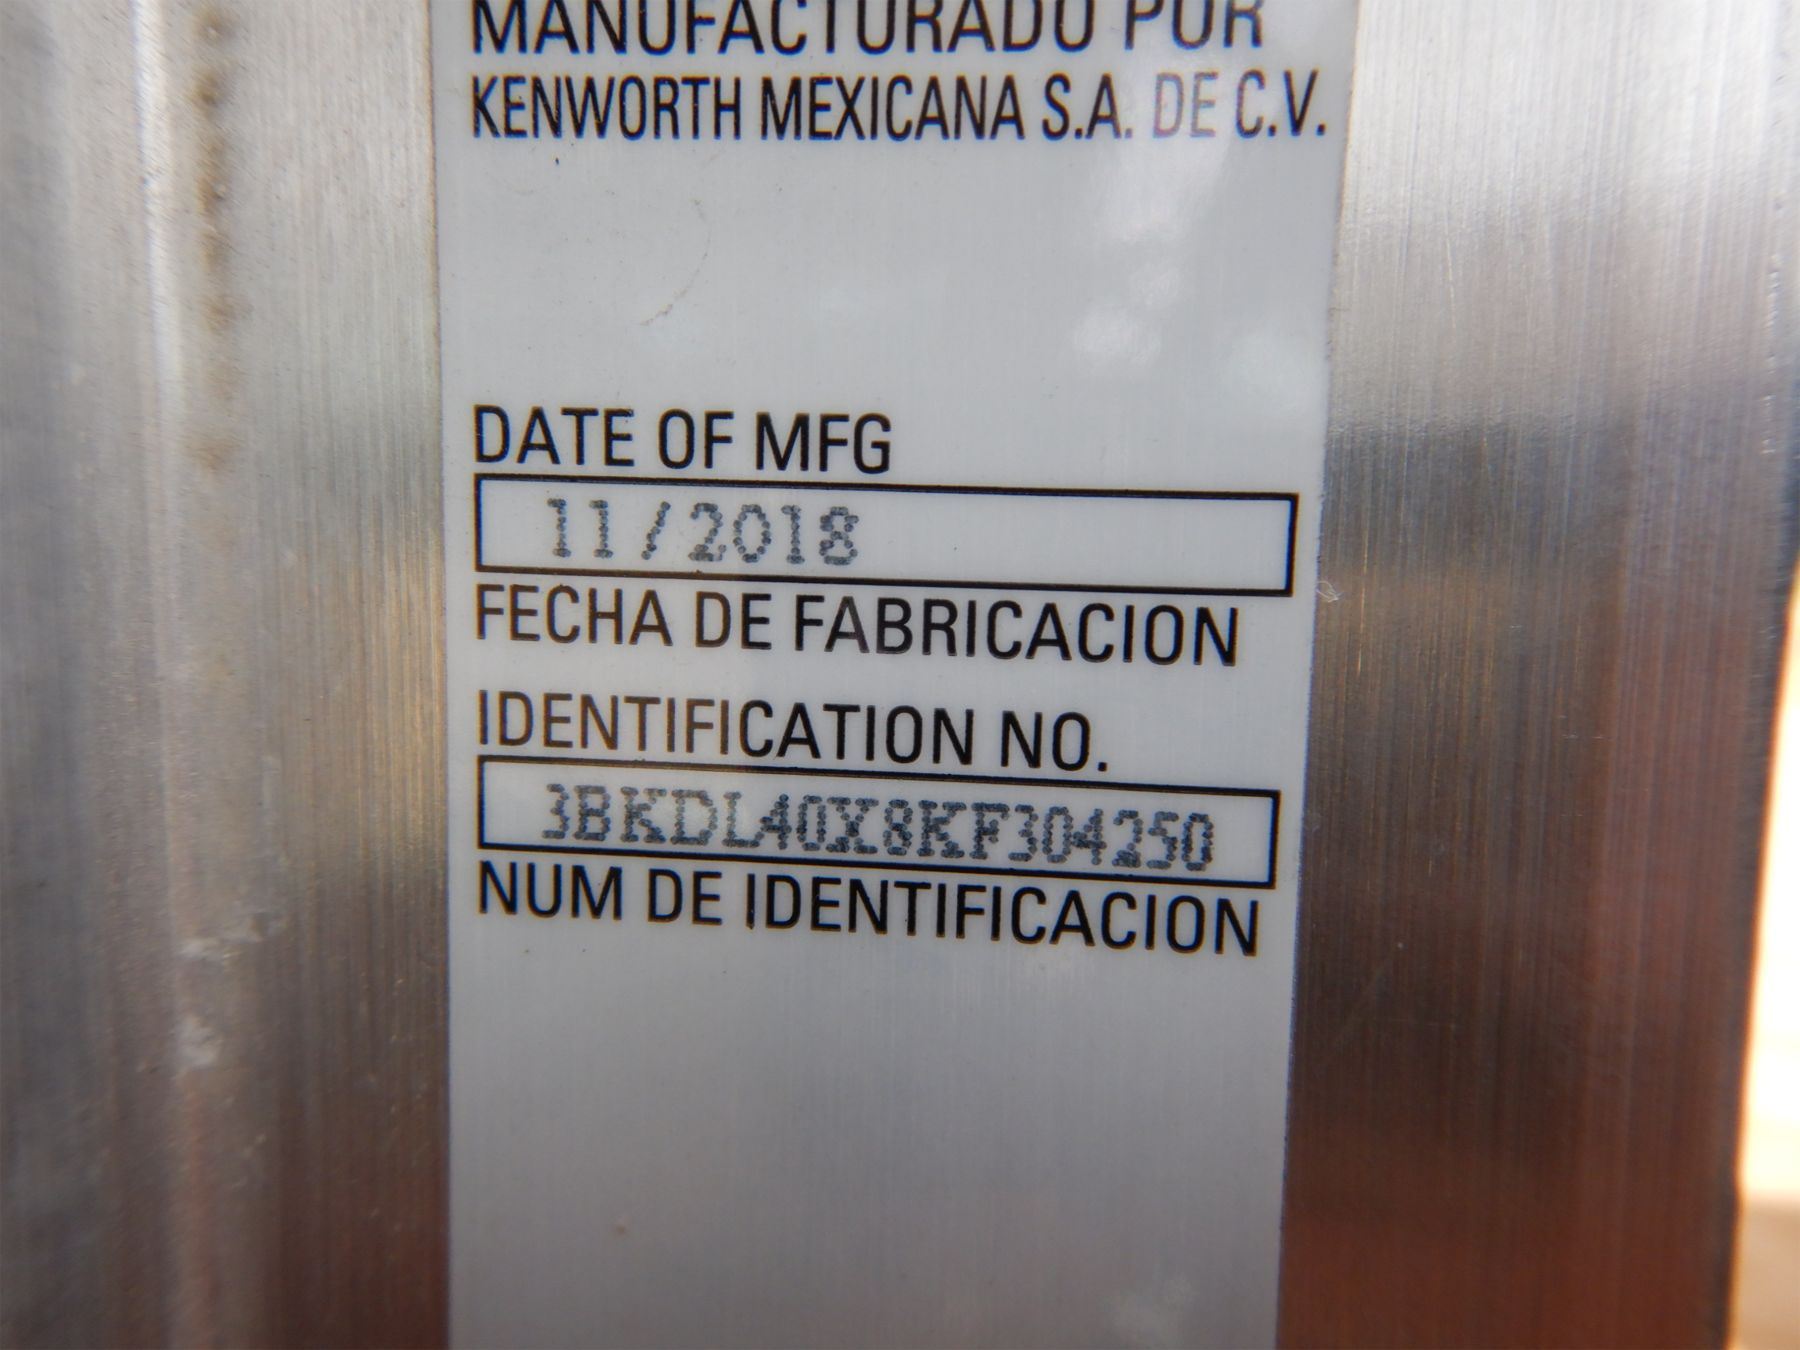 MANUFACTURADO POR
KENWORTH MEXICANA S.A. DE C.V.
DATE OF MFG
11/2018
FECHA DE FABRICACION
IDENTIFICATION NO.
3BKDL40X8KF304250
NUM DE IDENTIFICACION